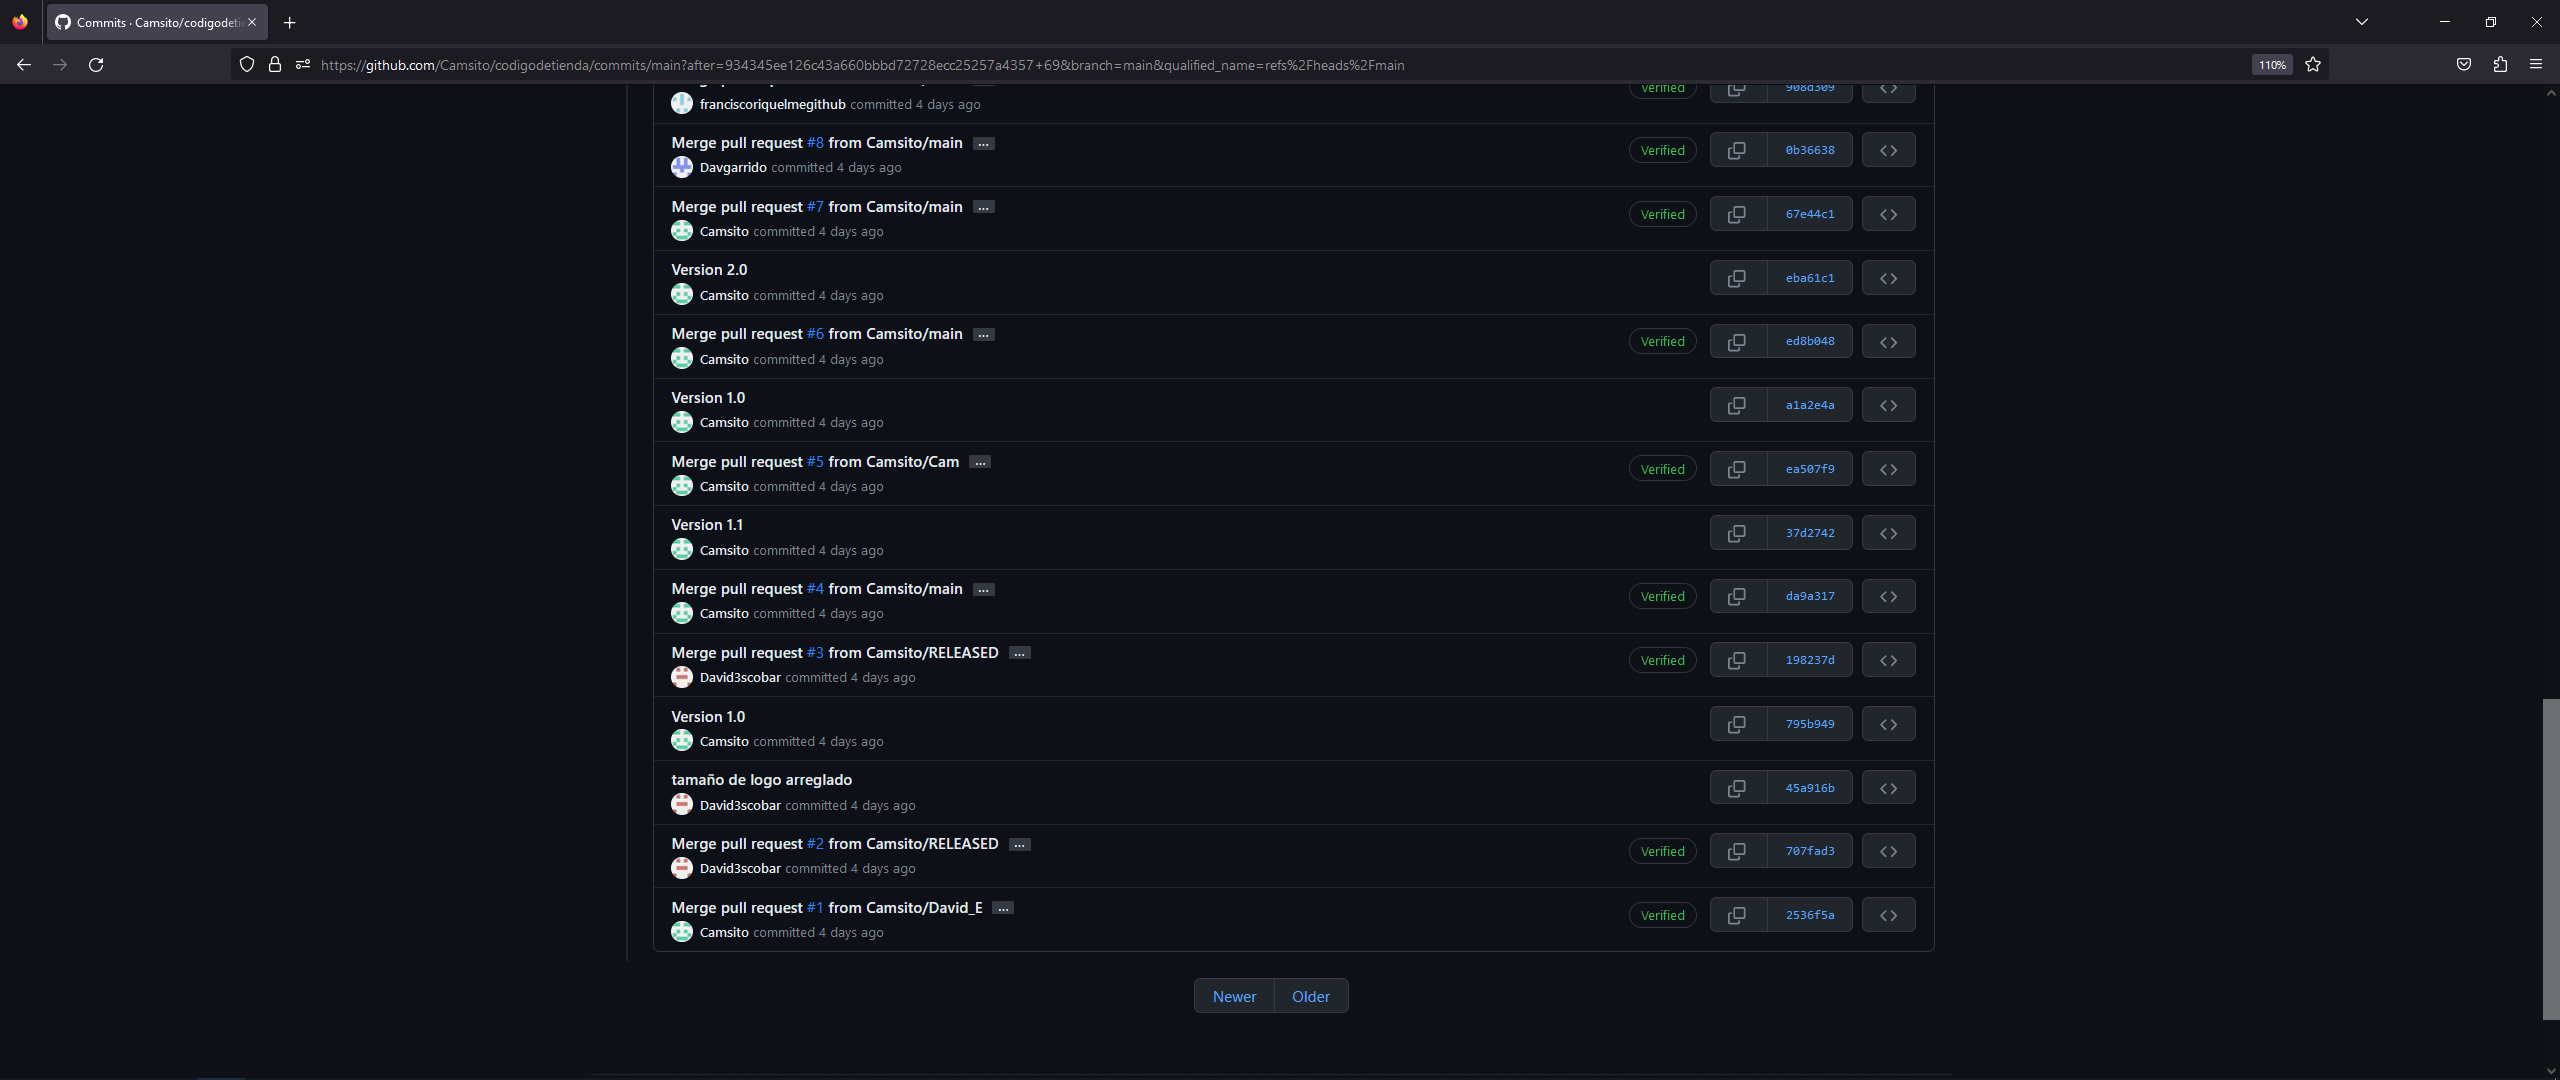 Commits · Camsito/codigodeti
https://github.com/Camsito/codigodetienda/commits/main?after=934345ee126c43a660bbbd72728ecc25257a4357+69&branch=main&qualified_name=refs%2Fheads%2Fmain
110%
franciscoriquelmegithub committed 4 days ago
Verified
908d309
Merge pull request #8 from Camsito/main ...
Davgarrido committed 4 days ago
Verified
0b36638
Merge pull request #7 from Camsito/main ...
Camsito committed 4 days ago
Verified
67e44c1
Version 2.0
Camsito committed 4 days ago
eba61c1
Merge pull request #6 from Camsito/main ...
Camsito committed 4 days ago
Verified
ed8b048
Version 1.0
Camsito committed 4 days ago
a1a2e4a
Merge pull request #5 from Camsito/Cam ...
Camsito committed 4 days ago
Verified
ea507f9
Version 1.1
Camsito committed 4 days ago
37d2742
Merge pull request #4 from Camsito/main ...
Camsito committed 4 days ago
Verified
da9a317
Merge pull request #3 from Camsito/RELEASED ...
David3scobar committed 4 days ago
Verified
198237d
Version 1.0
Camsito committed 4 days ago
795b949
tamaño de logo arreglado
David3scobar committed 4 days ago
45a916b
Merge pull request #2 from Camsito/RELEASED ...
David3scobar committed 4 days ago
Verified
707fad3
Merge pull request #1 from Camsito/David_E ...
Camsito committed 4 days ago
Verified
2536f5a
Newer
Older